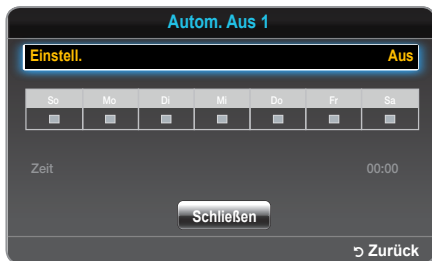 Autom. Aus 1
Einstell. Aus
So Mo Di Mi Do Fr Sa
Zeit 00:00
Schließen
Zurück